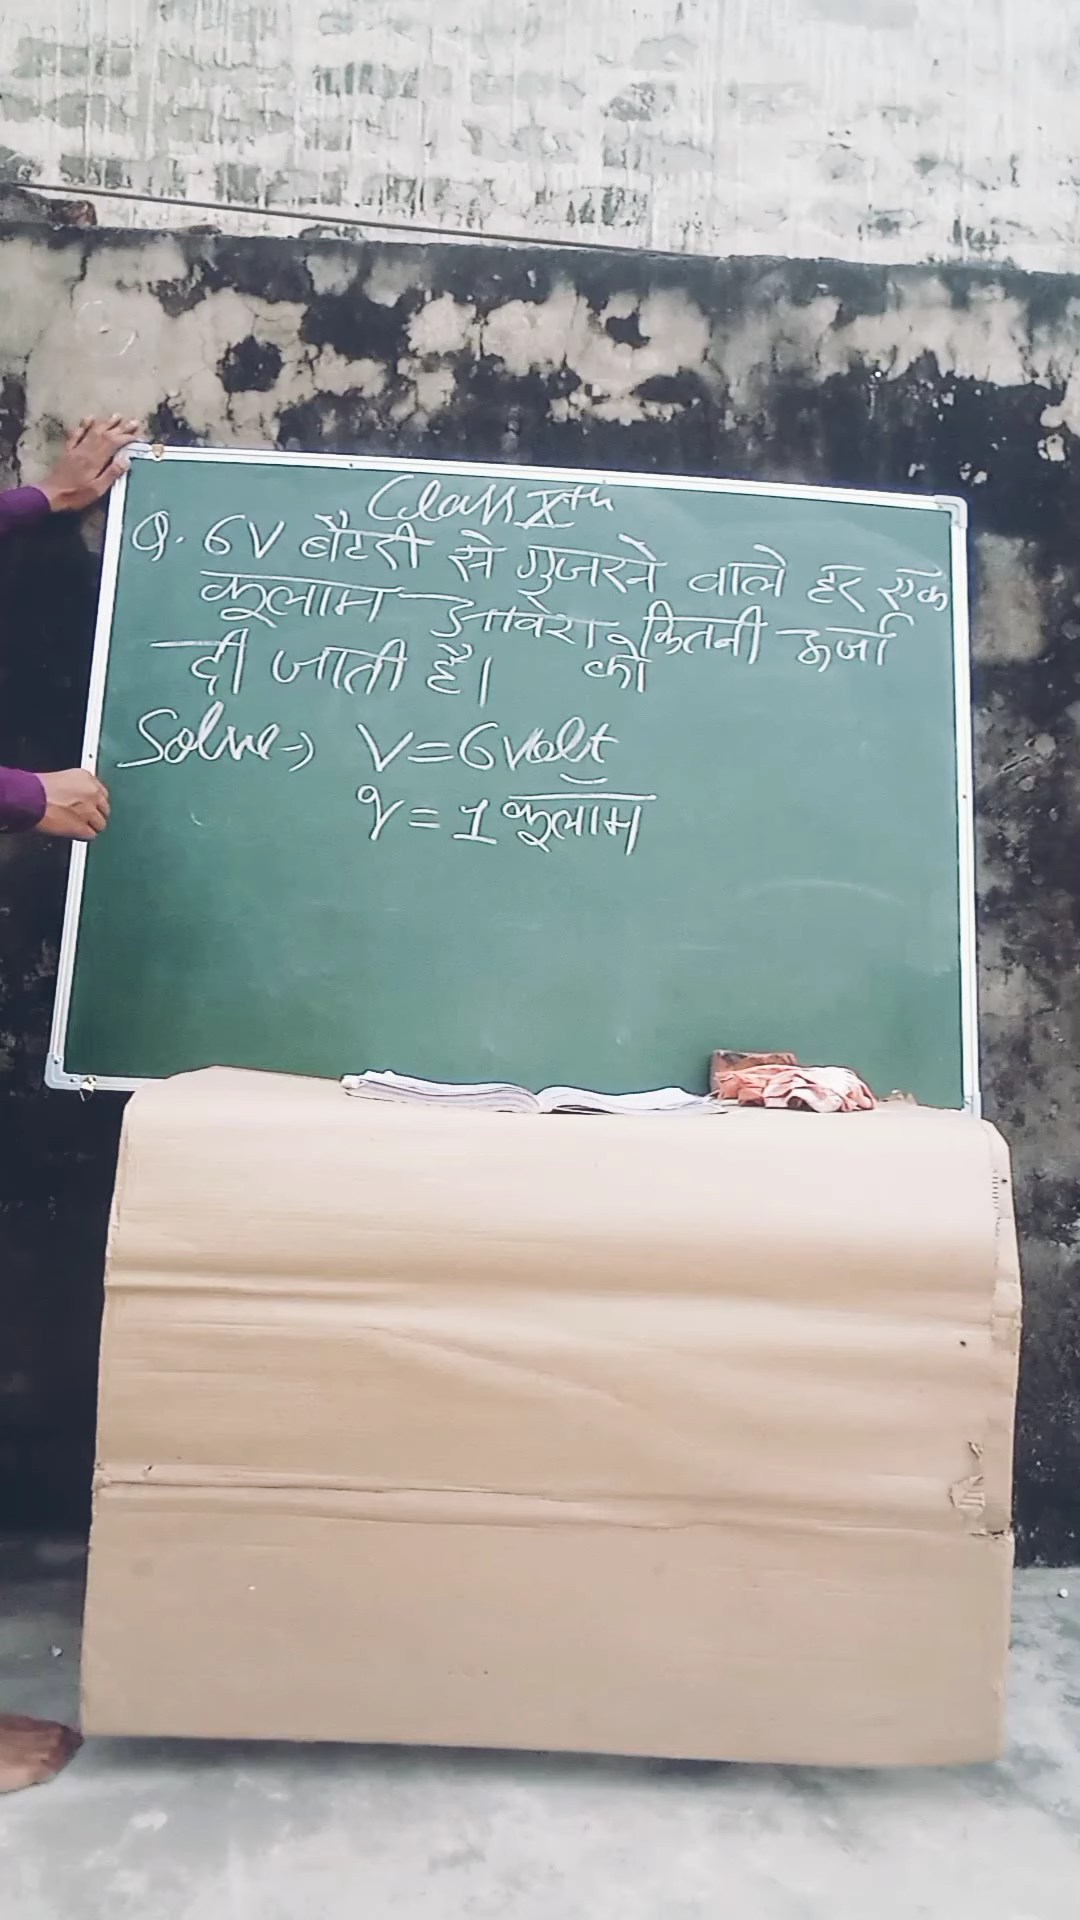 Class Xth
Q. 6V बैटरी से गुजरने वाले हर एक
कूलाम आवेश को कितनी ऊर्जा
दी जाती है।
Solve→ V=6Volt
q=1 कूलाम